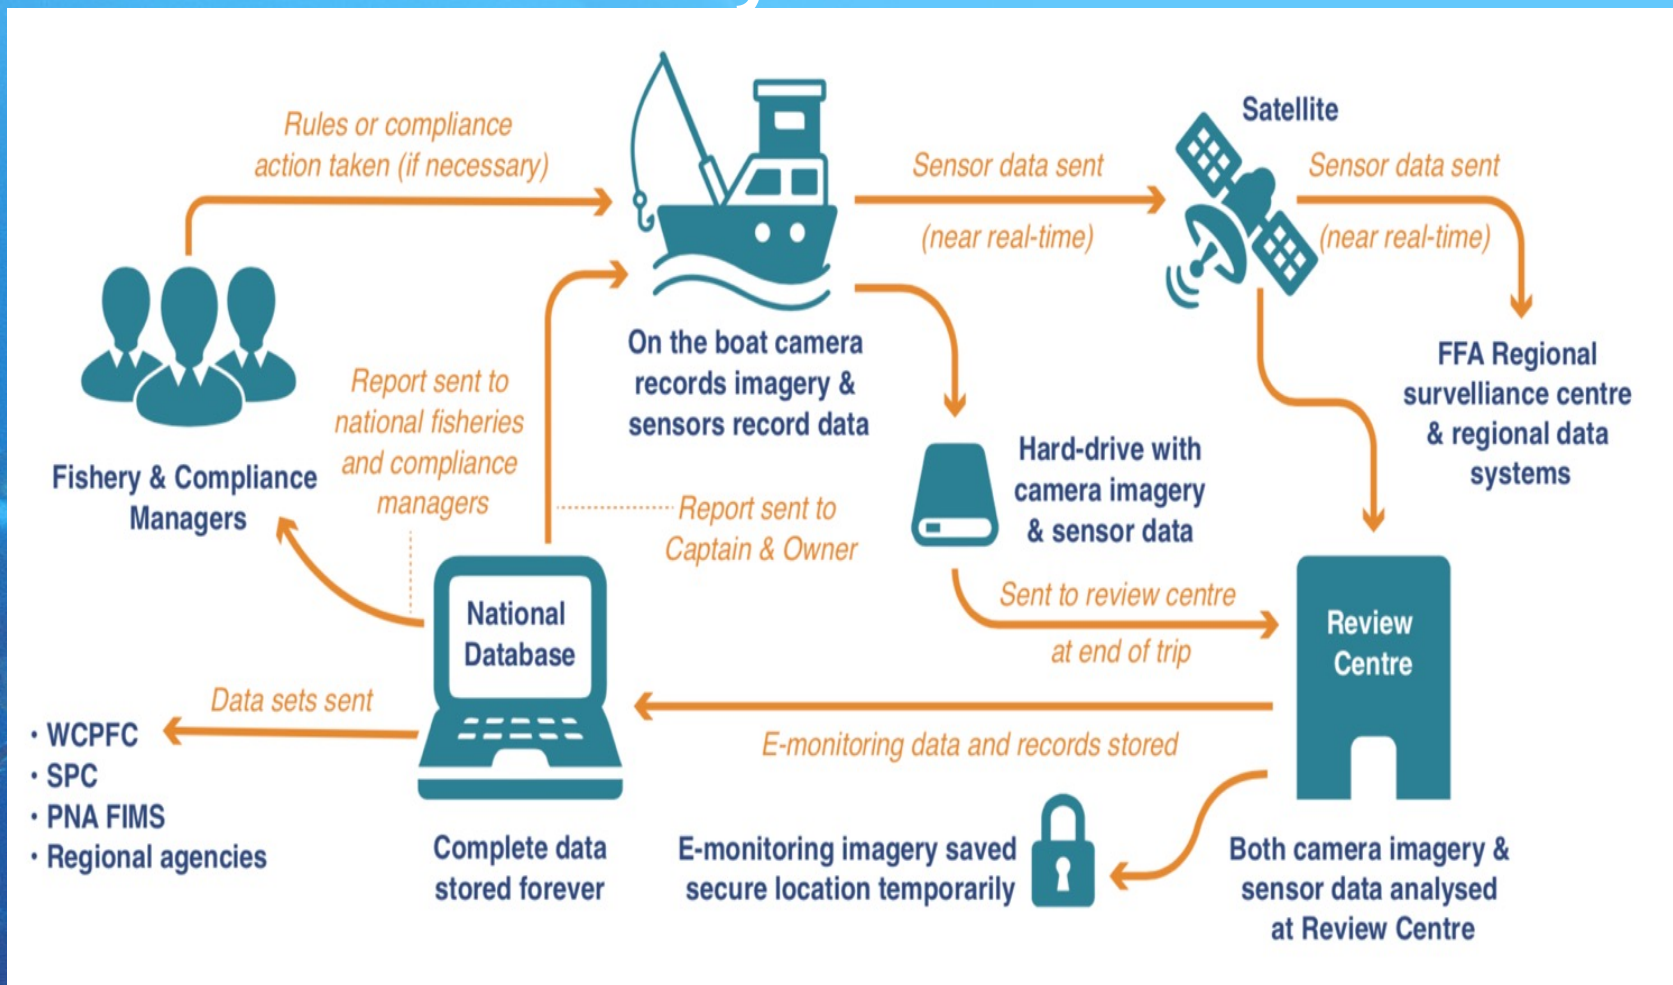 Rules or compliance
action taken (if necessary)
Sensor data sent
(near real-time)
Satellite
Sensor data sent
(near real-time)
FFA Regional
survelliance centre
& regional data
systems
On the boat camera
records imagery &
sensors record data
Report sent to
national fisheries
and compliance
managers
Fishery & Compliance
Managers
Hard-drive with
camera imagery
& sensor data
Report sent to
Captain & Owner
Sent to review centre
at end of trip
National
Database
Review
Centre
Data sets sent
• WCPFC
• SPC
• PNA FIMS
• Regional agencies
E-monitoring data and records stored
Complete data
stored forever
E-monitoring imagery saved
secure location temporarily
Both camera imagery &
sensor data analysed
at Review Centre